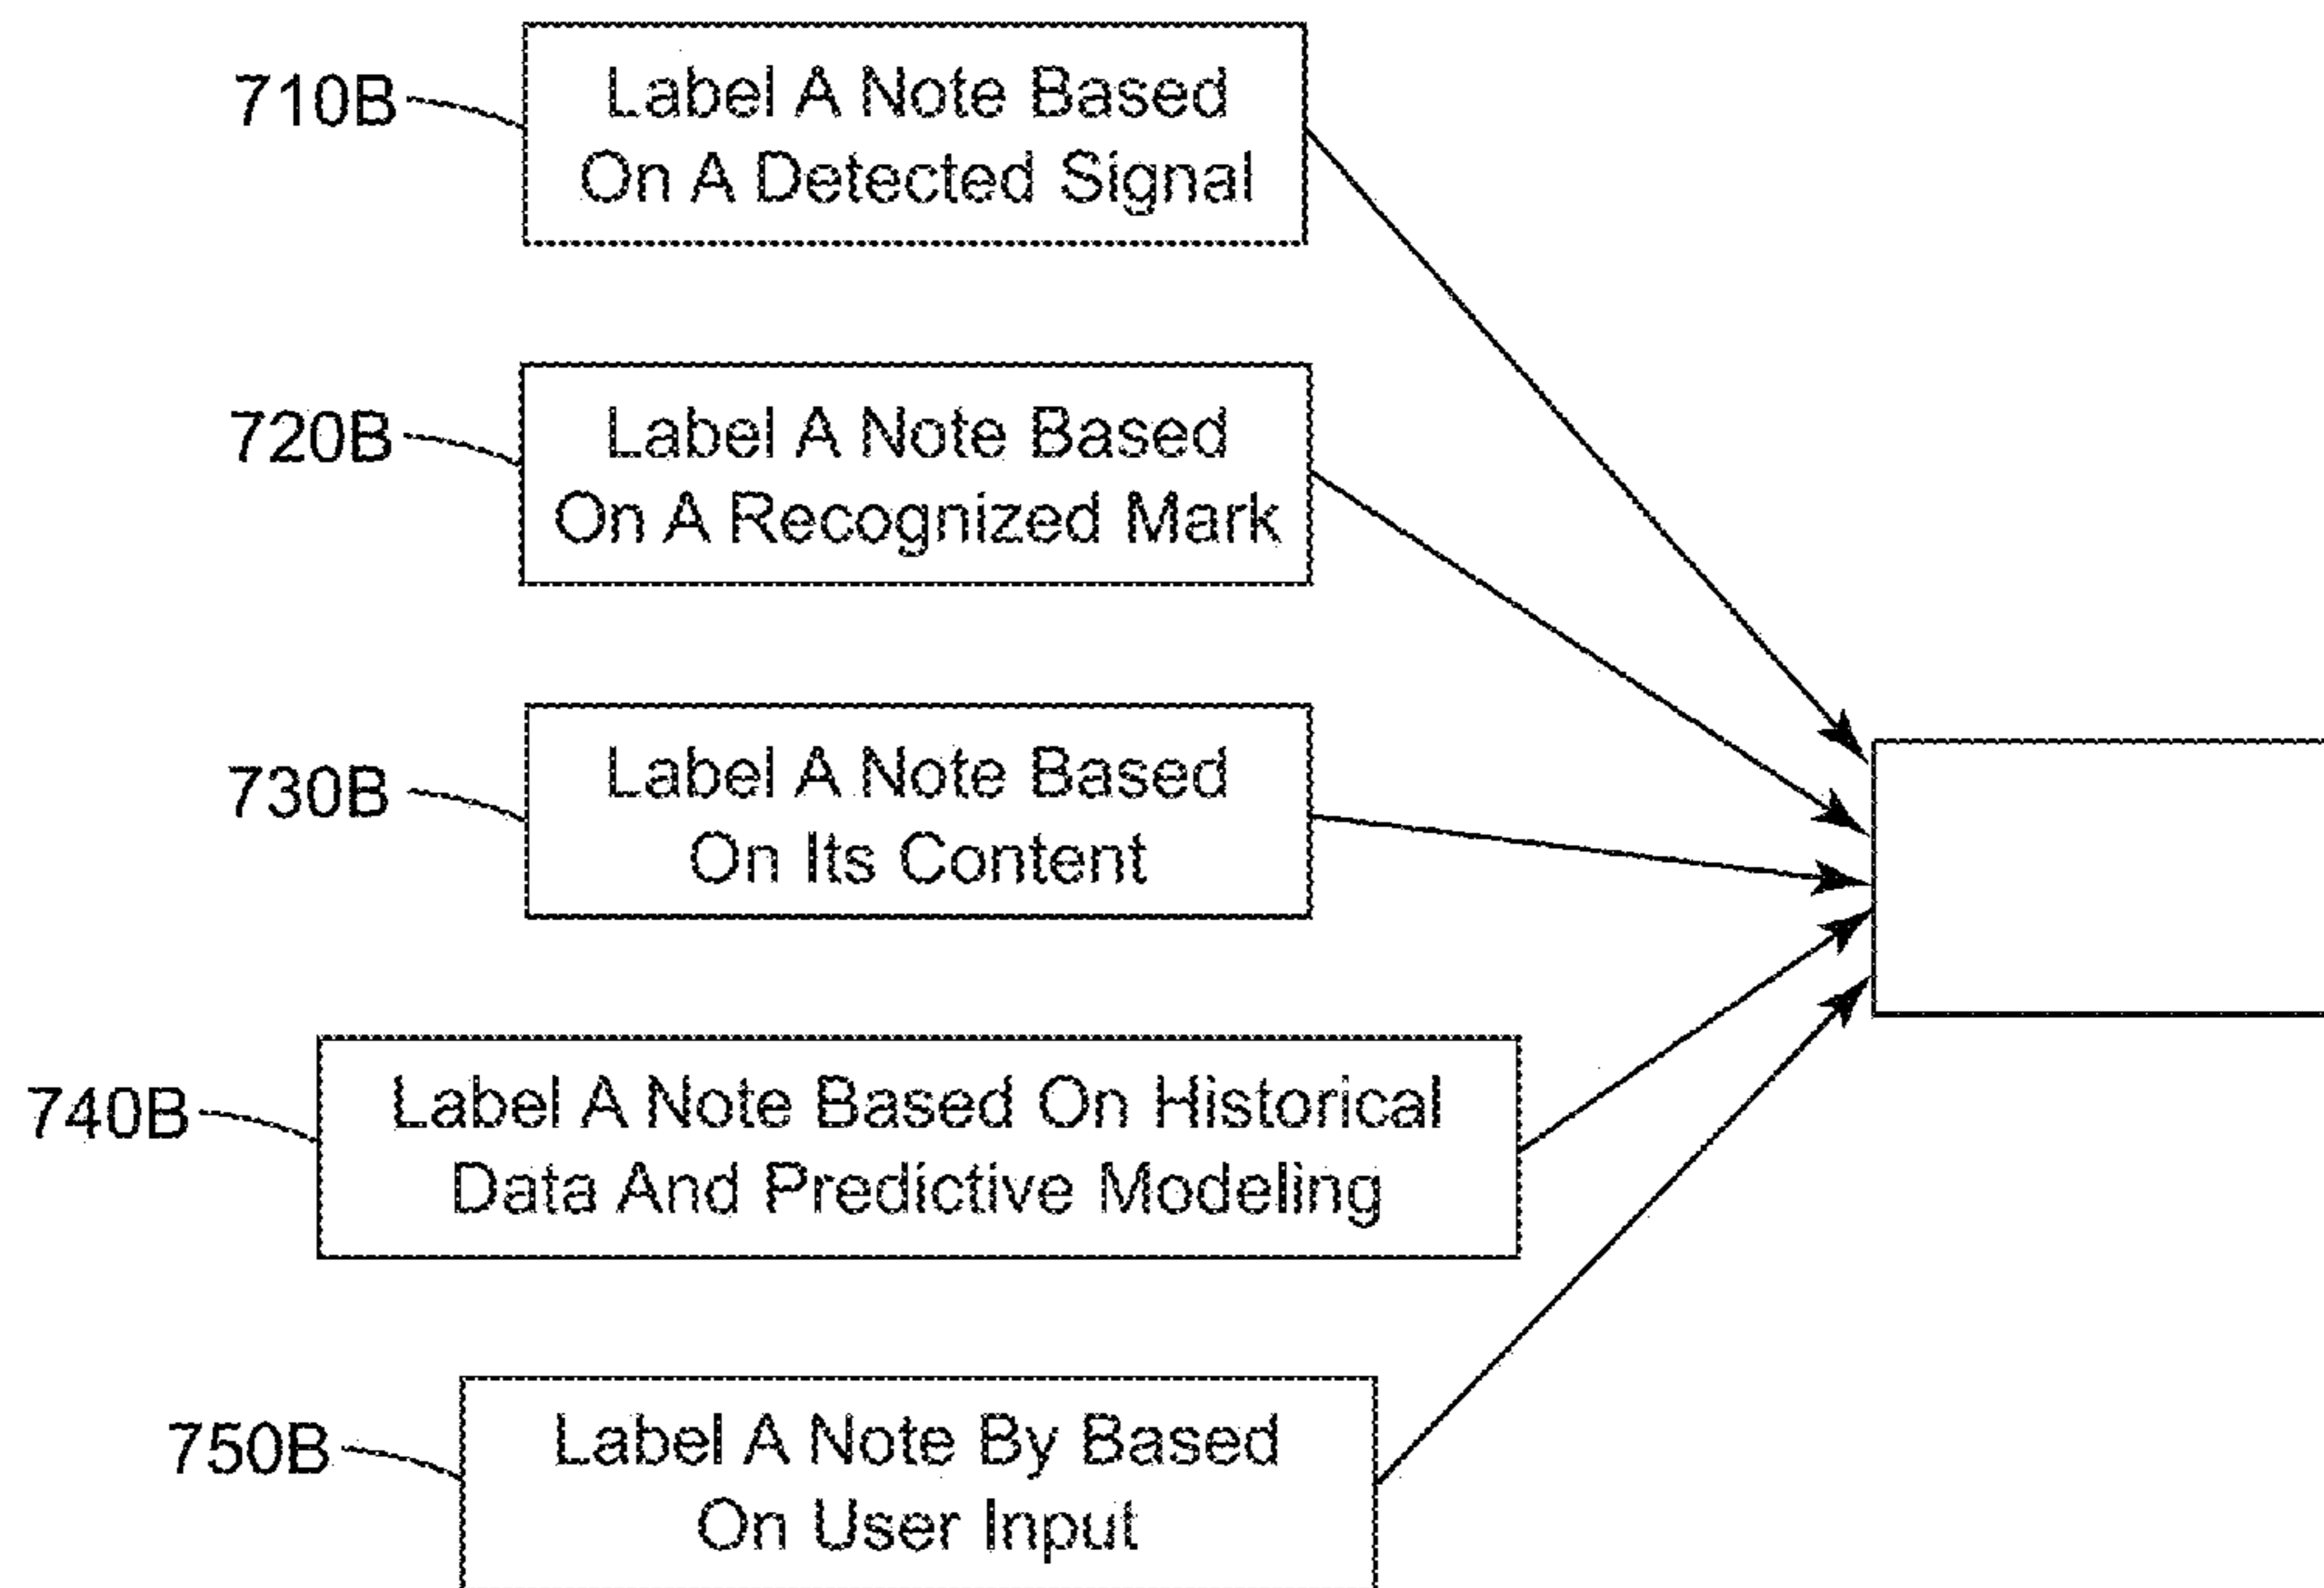 710B
Label A Note Based
On A Detected Signal
720B
Label A Note Based
On A Recognized Mark
730B
Label A Note Based
On Its Content
740B
Label A Note Based On Historical
Data And Predictive Modeling
750B
Label A Note By Based
On User Input